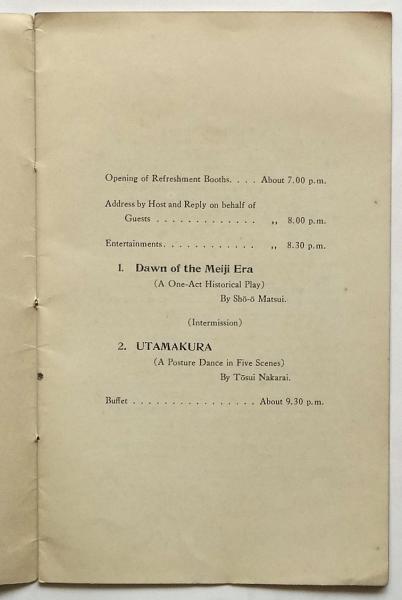 Opening of Refreshment Booths. . . . About 7.00 p.m.
Address by Host and Reply on behalf of
Guests . . . . . . . . . . . . . „ 8.00 p.m.
Entertainments. . . . . . . . . . . . „ 8.30 p.m.
1. Dawn of the Meiji Era
(A One-Act Historical Play)
By Shō-ō Matsui.
(Intermission)
2. UTAMAKURA
(A Posture Dance in Five Scenes)
By Tōsui Nakarai.
Buffet . . . . . . . . . . . . . . . . About 9.30 p.m.